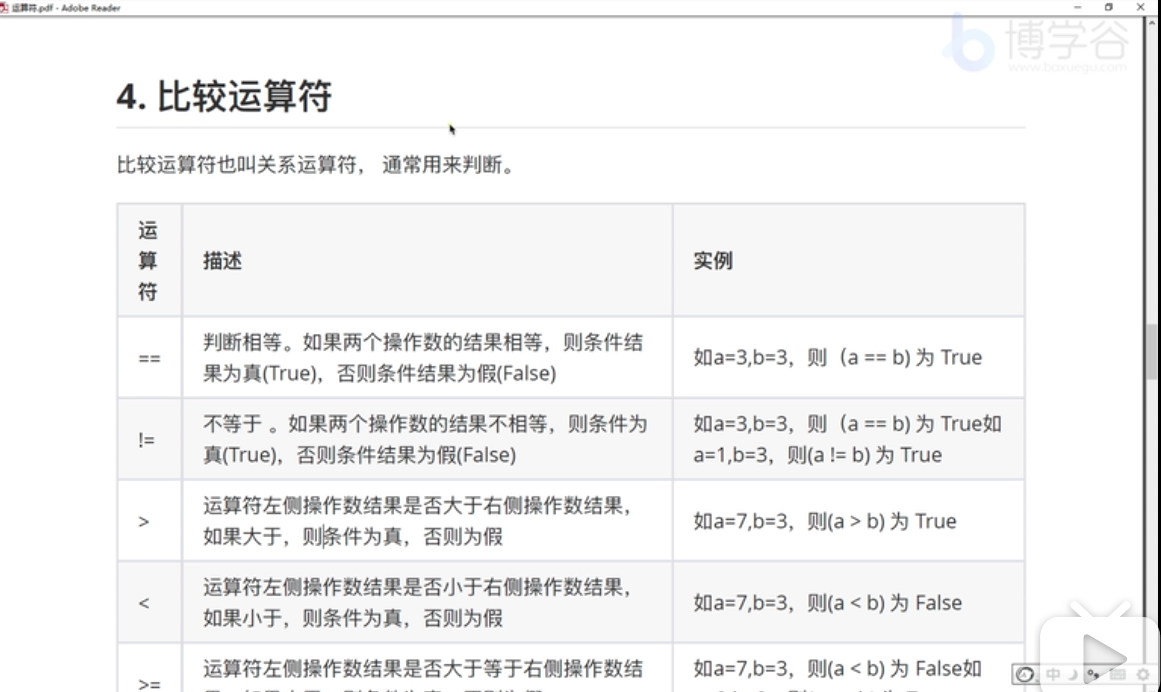 运算符.pdf - Adobe Reader
博学谷
www.boxuegu.com
4. 比较运算符
比较运算符也叫关系运算符， 通常用来判断。
运
算
符
描述
实例
==
判断相等。如果两个操作数的结果相等，则条件结
果为真(True)，否则条件结果为假(False)
如a=3,b=3，则（a == b) 为 True
!=
不等于 。如果两个操作数的结果不相等，则条件为
真(True)，否则条件结果为假(False)
如a=3,b=3，则（a == b) 为 True如
a=1,b=3，则(a != b) 为 True
>
运算符左侧操作数结果是否大于右侧操作数结果，
如果大于，则条件为真，否则为假
如a=7,b=3，则(a > b) 为 True
<
运算符左侧操作数结果是否小于右侧操作数结果，
如果小于，则条件为真，否则为假
如a=7,b=3，则(a < b) 为 False
>=
运算符左侧操作数结果是否大于等于右侧操作数结
如a=7,b=3，则(a < b) 为 False如
中